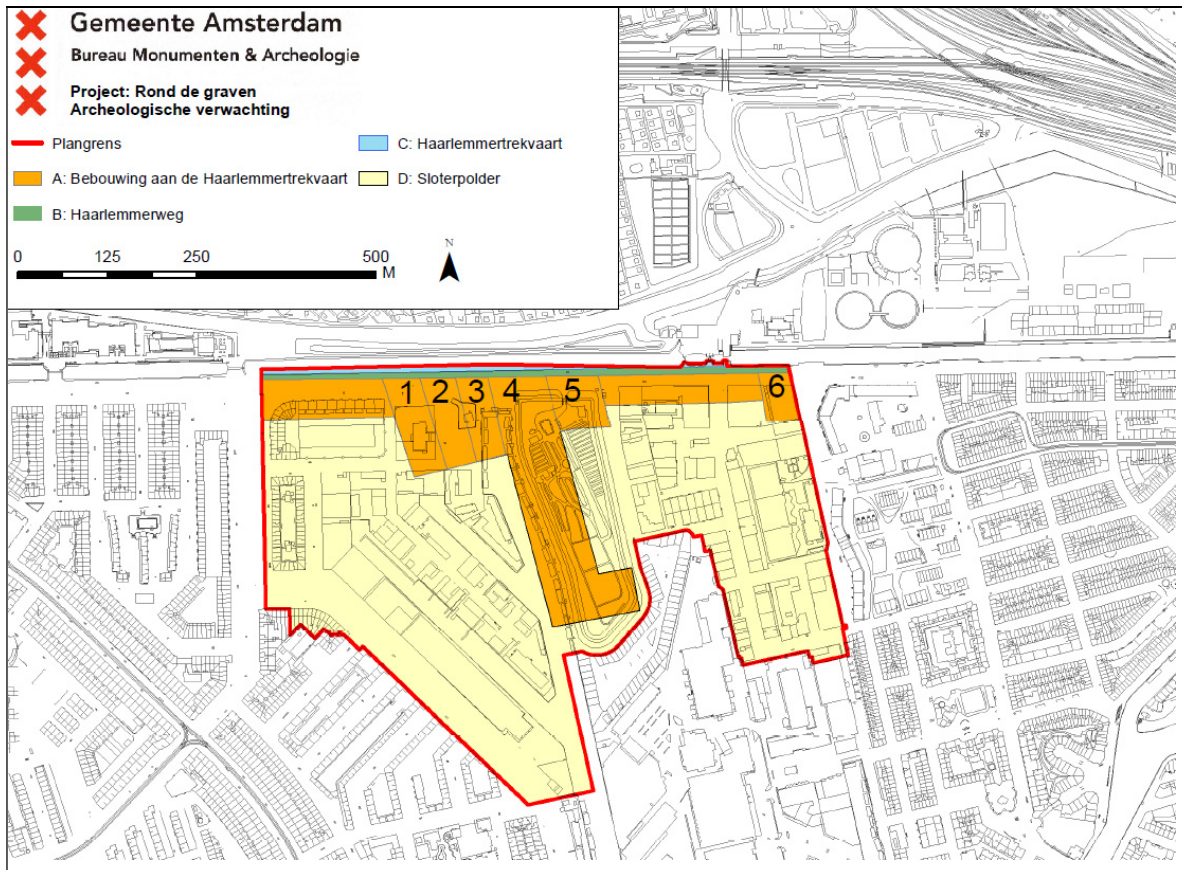 Gemeente Amsterdam
Bureau Monumenten & Archeologie
Project: Rond de graven
Archeologische verwachting
Plangrens
C: Haarlemmertrekvaart
A: Bebouwing aan de Haarlemmertrekvaart
D: Sloterpolder
B: Haarlemmerweg
0 125 250 500
M
N
1 2 3 4 5 6